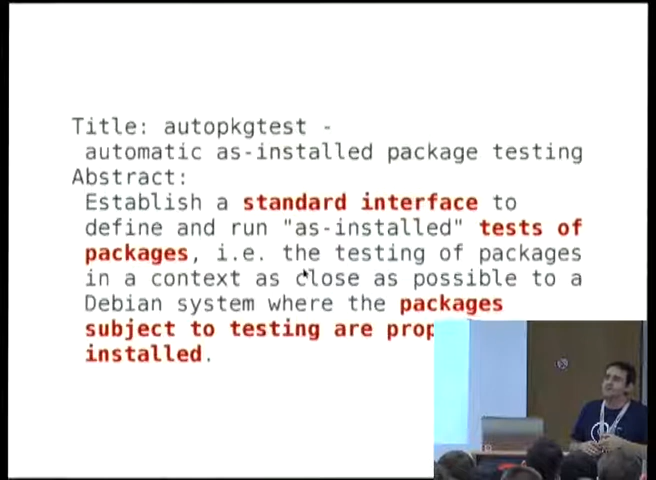 Title: autopkgtest -
automatic as-installed package testing
Abstract:
Establish a standard interface to
define and run "as-installed" tests of
packages, i.e. the testing of packages
in a context as close as possible to a
Debian system where the packages
subject to testing are prop
installed.